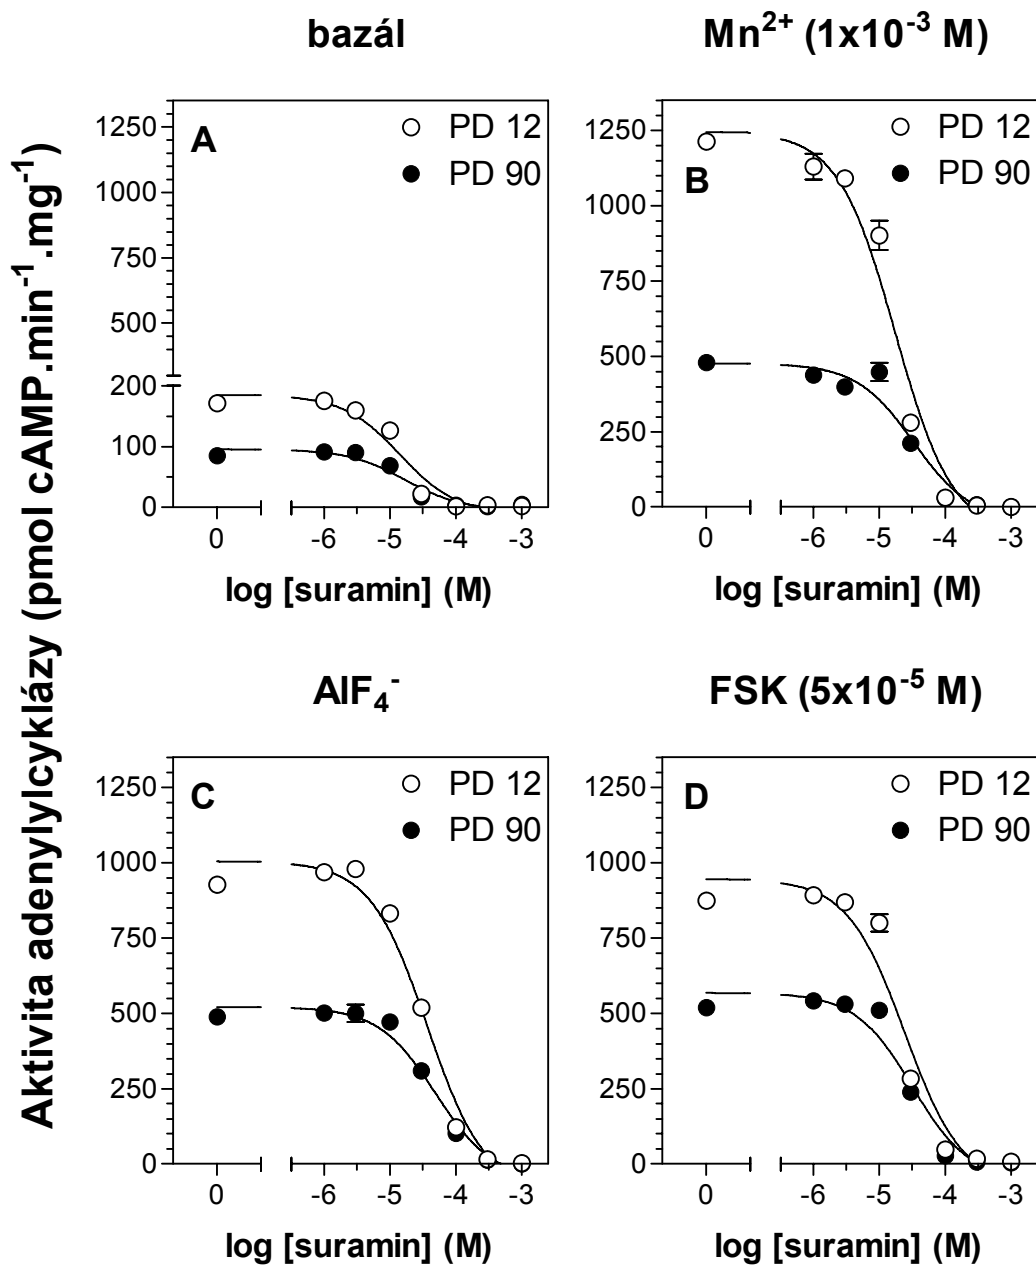 bazál
Mn²⁺ (1x10⁻³ M)
Aktivita adenylylcyklázy (pmol cAMP.min⁻¹.mg⁻¹)
A
PD 12
PD 90
1250
1000
750
500
200
100
0
0 -6 -5 -4 -3
log [suramin] (M)
B
PD 12
PD 90
1250
1000
750
500
250
0
0 -6 -5 -4 -3
log [suramin] (M)
AlF₄⁻
FSK (5x10⁻⁵ M)
C
PD 12
PD 90
1250
1000
750
500
250
0
0 -6 -5 -4 -3
log [suramin] (M)
D
PD 12
PD 90
1250
1000
750
500
250
0
0 -6 -5 -4 -3
log [suramin] (M)